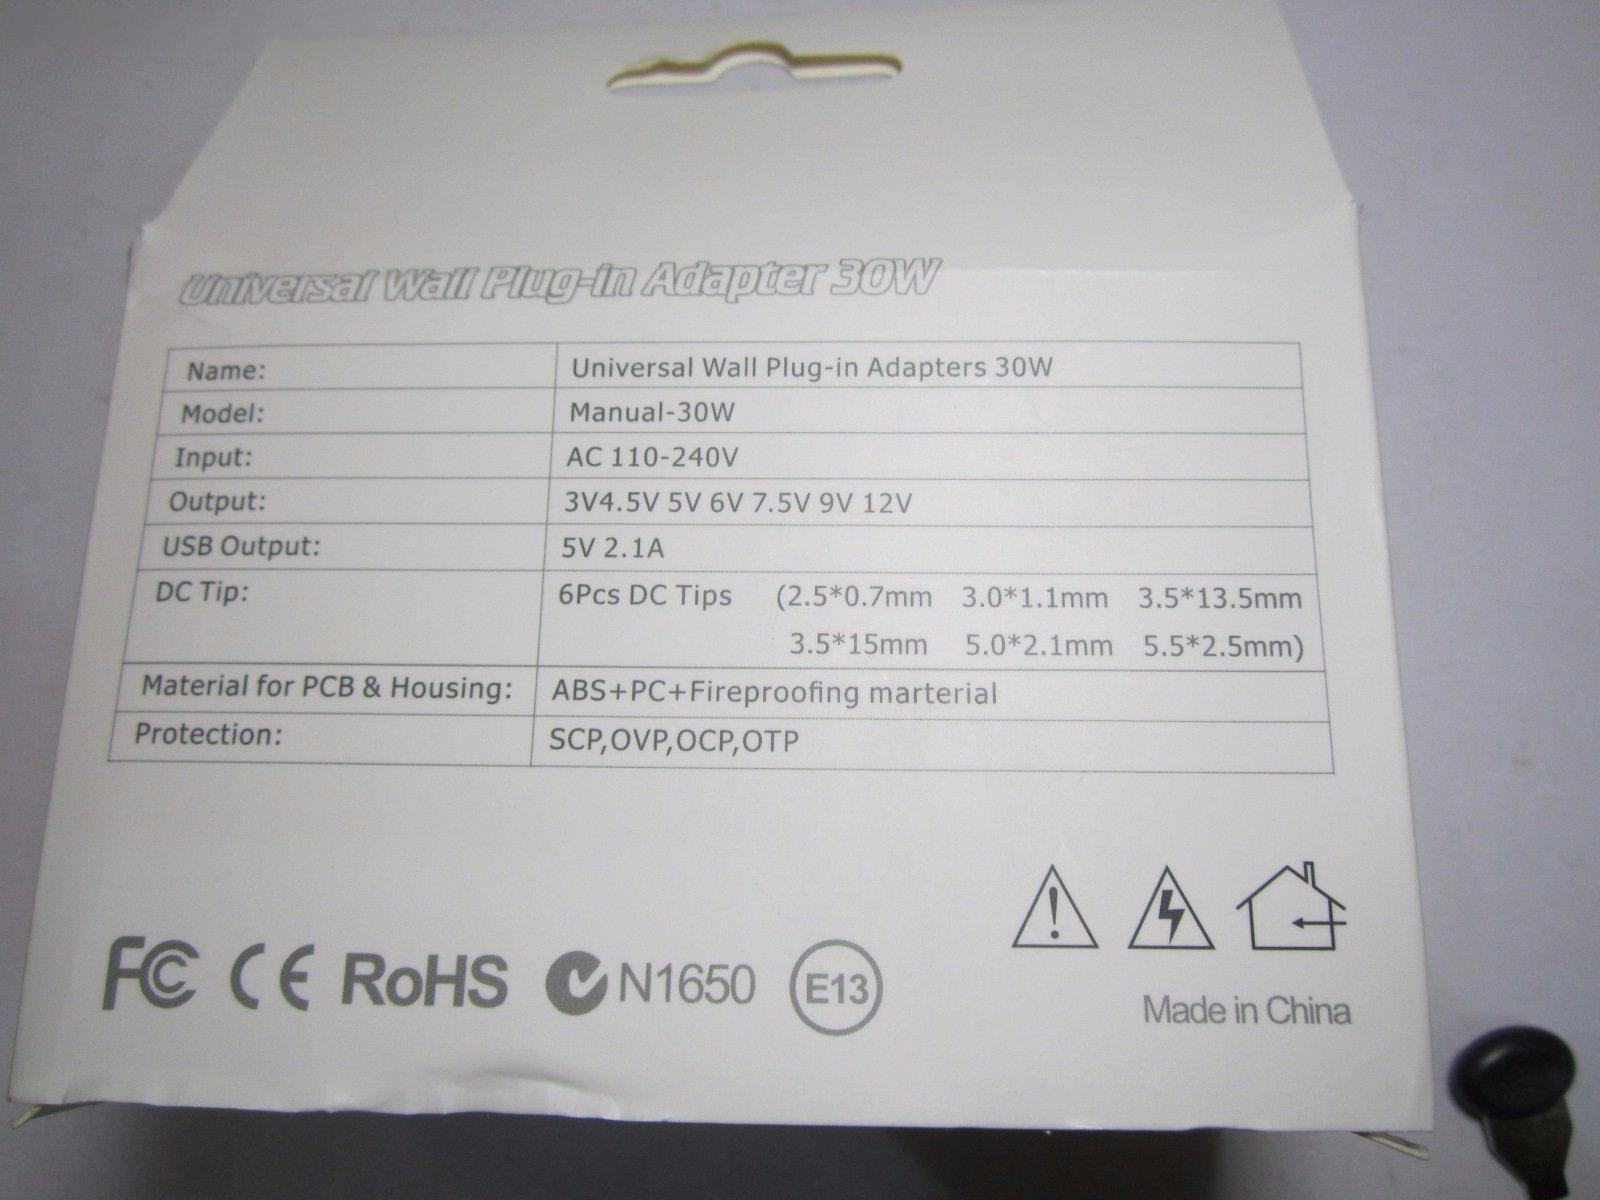 Universal Wall Plug-in Adapter 30W
Name: Universal Wall Plug-in Adapters 30W
Model: Manual-30W
Input: AC 110-240V
Output: 3V4.5V 5V 6V 7.5V 9V 12V
USB Output: 5V 2.1A
DC Tip: 6Pcs DC Tips (2.5*0.7mm 3.0*1.1mm 3.5*13.5mm
3.5*15mm 5.0*2.1mm 5.5*2.5mm)
Material for PCB & Housing: ABS+PC+Fireproofing marterial
Protection: SCP,OVP,OCP,OTP
FC CE RoHS N1650 E13
Made in China